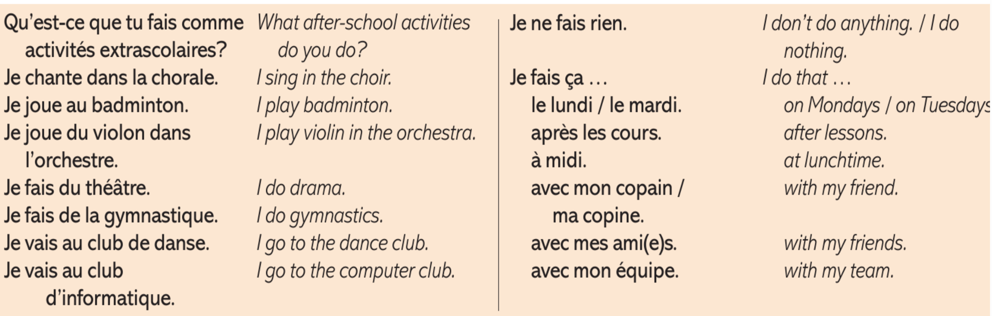 Qu'est-ce que tu fais comme What after-school activities
activités extrascolaires? do you do?
Je chante dans la chorale. I sing in the choir.
Je joue au badminton. I play badminton.
Je joue du violon dans I play violin in the orchestra.
l'orchestre.
Je fais du théâtre. I do drama.
Je fais de la gymnastique. I do gymnastics.
Je vais au club de danse. I go to the dance club.
Je vais au club I go to the computer club.
d'informatique.
Je ne fais rien. I don't do anything. / I do
nothing.
Je fais ça … I do that …
le lundi / le mardi. on Mondays / on Tuesdays
après les cours. after lessons.
à midi. at lunchtime.
avec mon copain / with my friend.
ma copine.
avec mes ami(e)s. with my friends.
avec mon équipe. with my team.